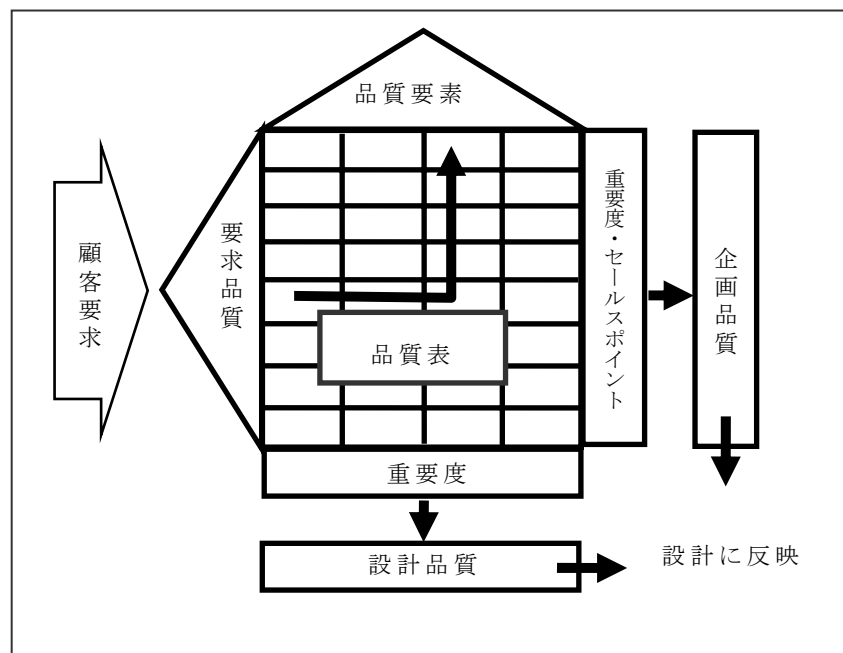 品質要素
顧客要求
要求品質
品質表
重要度・セールスポイント
企画品質
重要度
設計品質
設計に反映